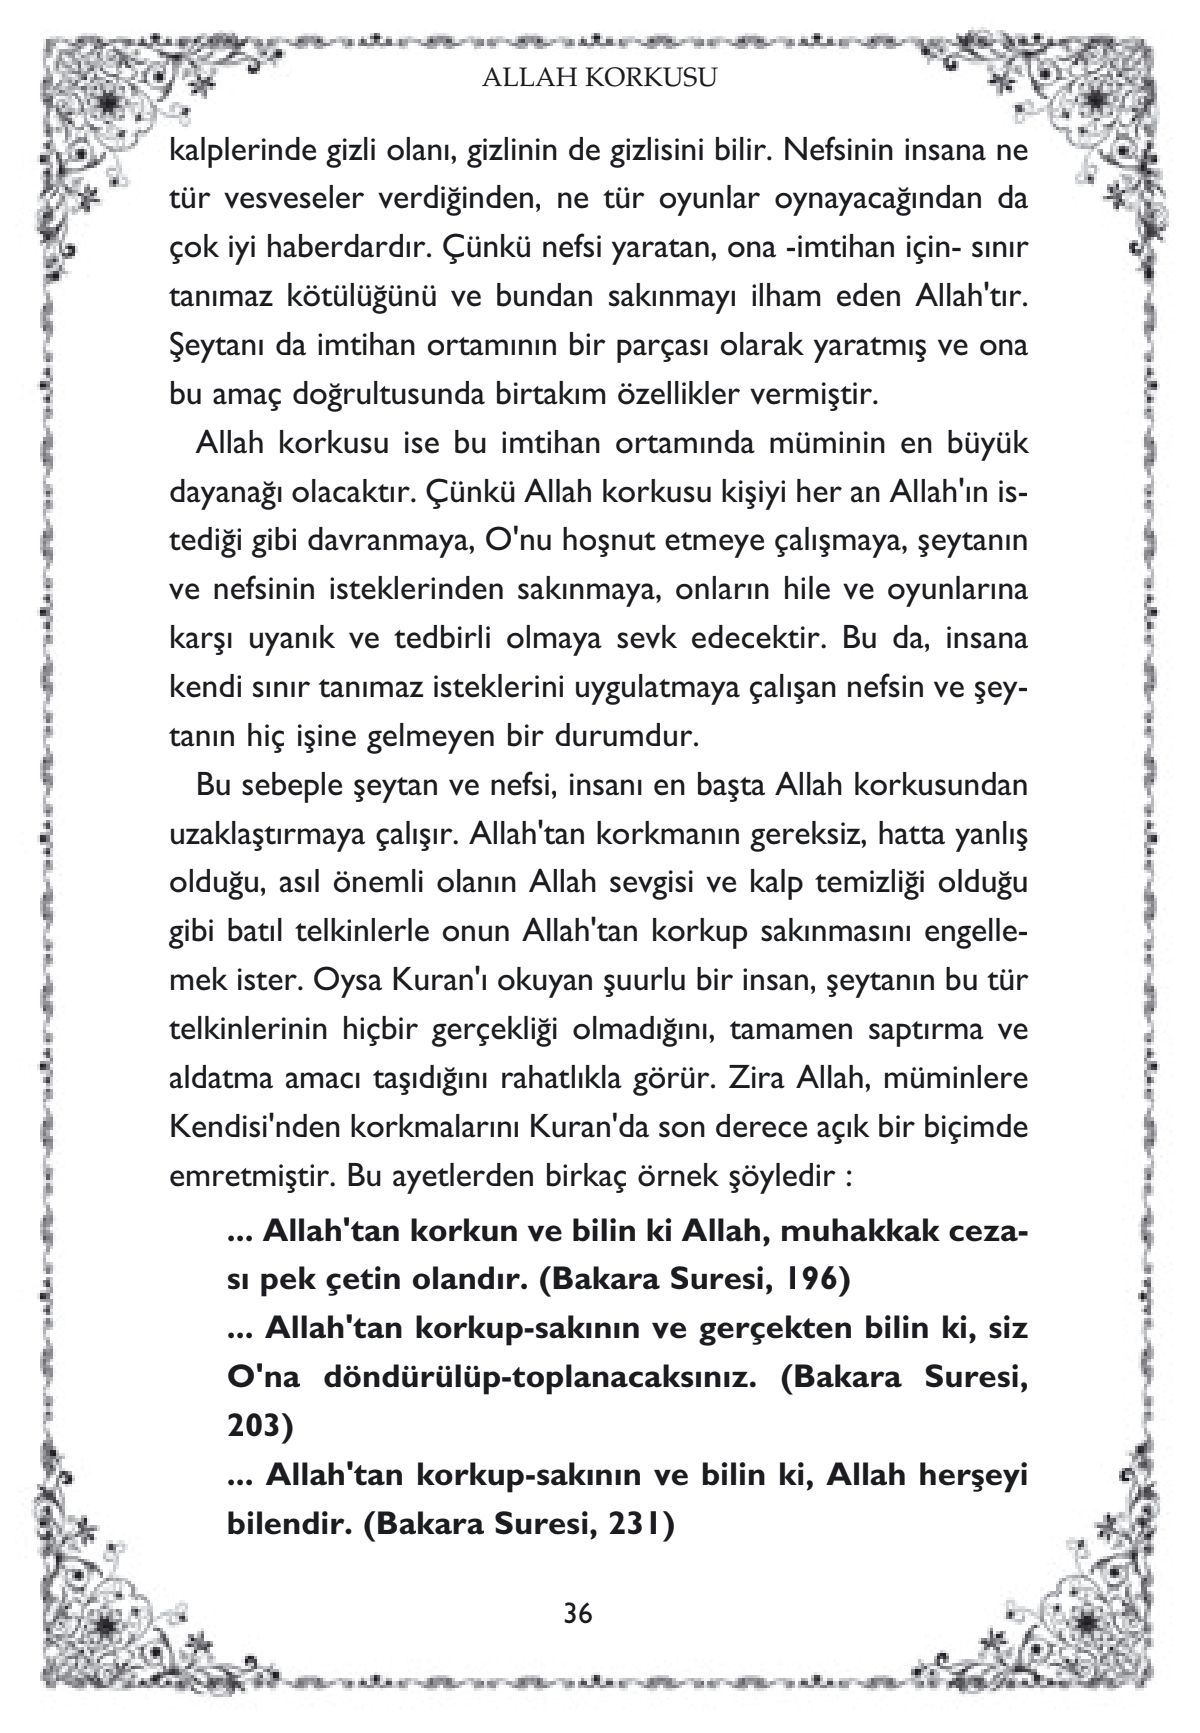 ALLAH KORKUSU
kalplerinde gizli olanı, gizlinin de gizlisini bilir. Nefsinin insana ne
tür vesveseler verdiğinden, ne tür oyunlar oynayacağından da
çok iyi haberdardır. Çünkü nefsi yaratan, ona -imtihan için- sınır
tanımaz kötülüğünü ve bundan sakınmayı ilham eden Allah'tır.
Şeytanı da imtihan ortamının bir parçası olarak yaratmış ve ona
bu amaç doğrultusunda birtakım özellikler vermiştir.
Allah korkusu ise bu imtihan ortamında müminin en büyük
dayanağı olacaktır. Çünkü Allah korkusu kişiyi her an Allah'ın is-
tediği gibi davranmaya, O'nu hoşnut etmeye çalışmaya, şeytanın
ve nefsinin isteklerinden sakınmaya, onların hile ve oyunlarına
karşı uyanık ve tedbirli olmaya sevk edecektir. Bu da, insana
kendi sınır tanımaz isteklerini uygulatmaya çalışan nefsin ve şey-
tanın hiç işine gelmeyen bir durumdur.
Bu sebeple şeytan ve nefsi, insanı en başta Allah korkusundan
uzaklaştırmaya çalışır. Allah'tan korkmanın gereksiz, hatta yanlış
olduğu, asıl önemli olanın Allah sevgisi ve kalp temizliği olduğu
gibi batıl telkinlerle onun Allah'tan korkup sakınmasını engelle-
mek ister. Oysa Kuran'ı okuyan şuurlu bir insan, şeytanın bu tür
telkinlerinin hiçbir gerçekliği olmadığını, tamamen saptırma ve
aldatma amacı taşıdığını rahatlıkla görür. Zira Allah, müminlere
Kendisi'nden korkmalarını Kuran'da son derece açık bir biçimde
emretmiştir. Bu ayetlerden birkaç örnek şöyledir :
... Allah'tan korkun ve bilin ki Allah, muhakkak ceza-
sı pek çetin olandır. (Bakara Suresi, 196)
... Allah'tan korkup-sakının ve gerçekten bilin ki, siz
O'na döndürülüp-toplanacaksınız. (Bakara Suresi,
203)
... Allah'tan korkup-sakının ve bilin ki, Allah herşeyi
bilendir. (Bakara Suresi, 231)
36